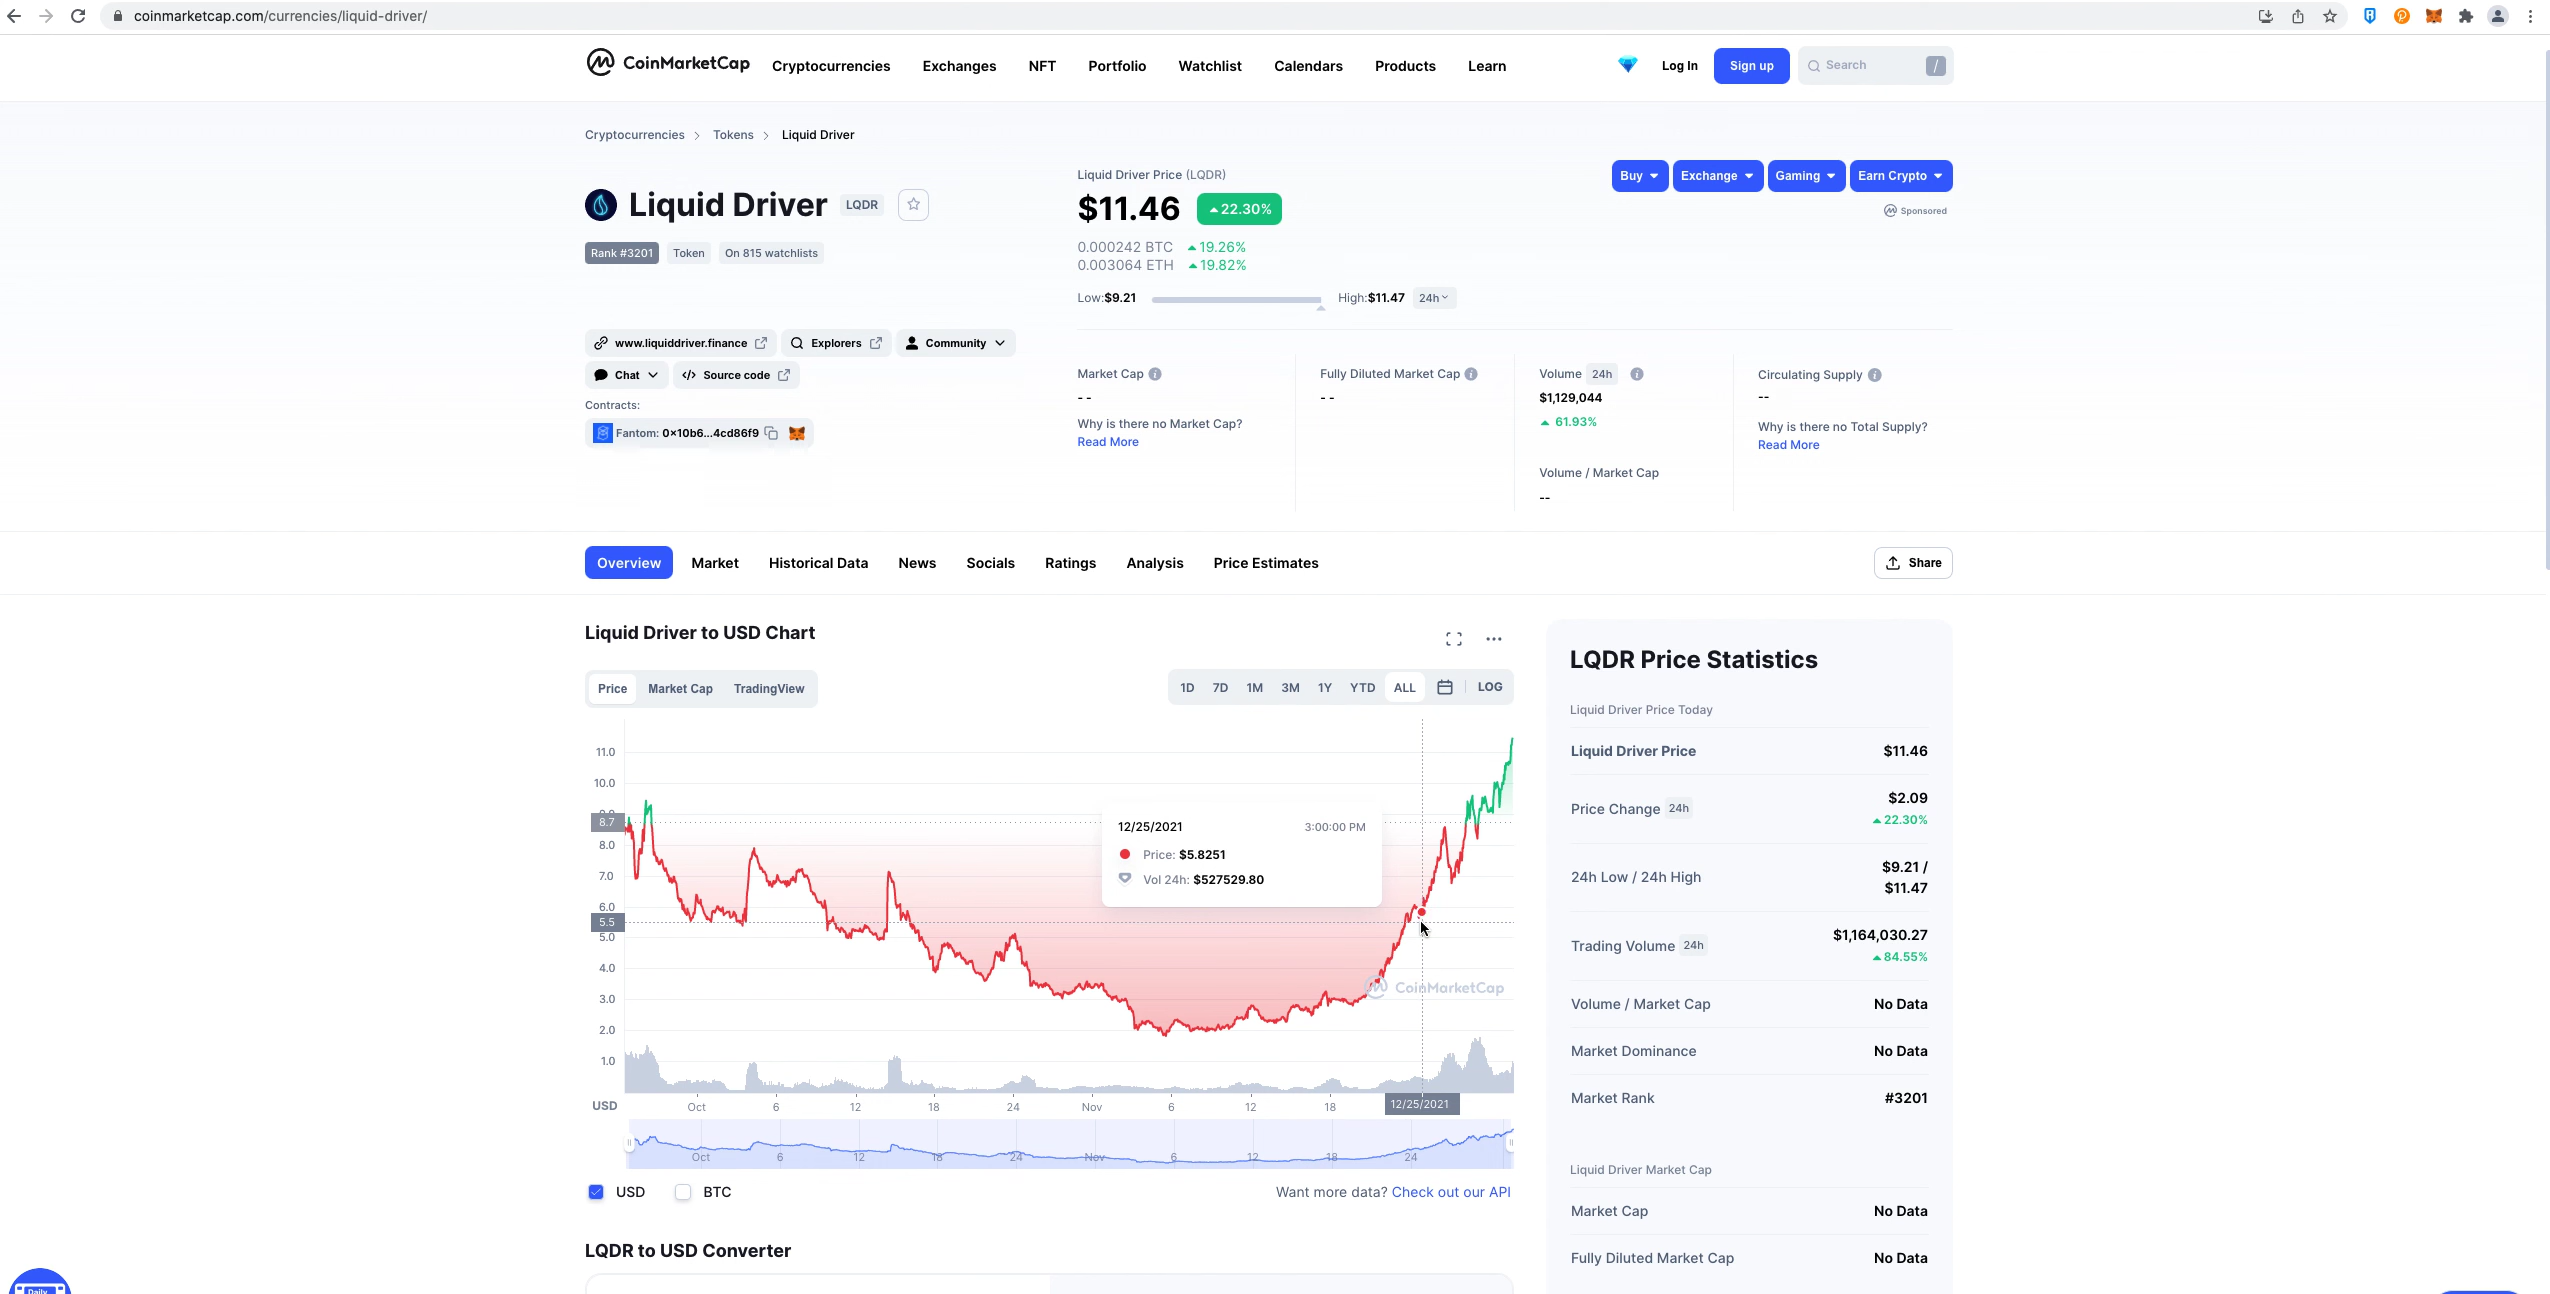 coinmarketcap.com/currencies/liquid-driver/
CoinMarketCap Cryptocurrencies Exchanges NFT Portfolio Watchlist Calendars Products Learn Log In Sign up Search /
Cryptocurrencies > Tokens > Liquid Driver
Liquid Driver LQDR
Rank #3201 Token On 815 watchlists
www.liquiddriver.finance Explorers Community
Chat </> Source code
Contracts:
Fantom: 0x10b6...4cd86f9
Liquid Driver Price (LQDR)
$11.46 22.30%
0.000242 BTC 19.26%
0.003064 ETH 19.82%
Low:$9.21 High:$11.47 24h
Buy Exchange Gaming Earn Crypto
Sponsored
Market Cap
- -
Why is there no Market Cap?
Read More
Fully Diluted Market Cap
- -
Volume 24h
$1,129,044
61.93%
Volume / Market Cap
--
Circulating Supply
--
Why is there no Total Supply?
Read More
Overview Market Historical Data News Socials Ratings Analysis Price Estimates Share
Liquid Driver to USD Chart
Price Market Cap TradingView 1D 7D 1M 3M 1Y YTD ALL LOG
11.0
10.0
8.7
8.0
7.0
6.0
5.5
5.0
4.0
3.0
2.0
1.0
12/25/2021 3:00:00 PM
Price: $5.8251
Vol 24h: $527529.80
CoinMarketCap
USD Oct 6 12 18 24 Nov 6 12 18 12/25/2021
Oct 6 12 18 24 Nov 6 12 18 24
USD BTC Want more data? Check out our API
LQDR to USD Converter
LQDR Price Statistics
Liquid Driver Price Today
Liquid Driver Price $11.46
Price Change 24h $2.09
22.30%
24h Low / 24h High $9.21 /
$11.47
Trading Volume 24h $1,164,030.27
84.55%
Volume / Market Cap No Data
Market Dominance No Data
Market Rank #3201
Liquid Driver Market Cap
Market Cap No Data
Fully Diluted Market Cap No Data
Daily